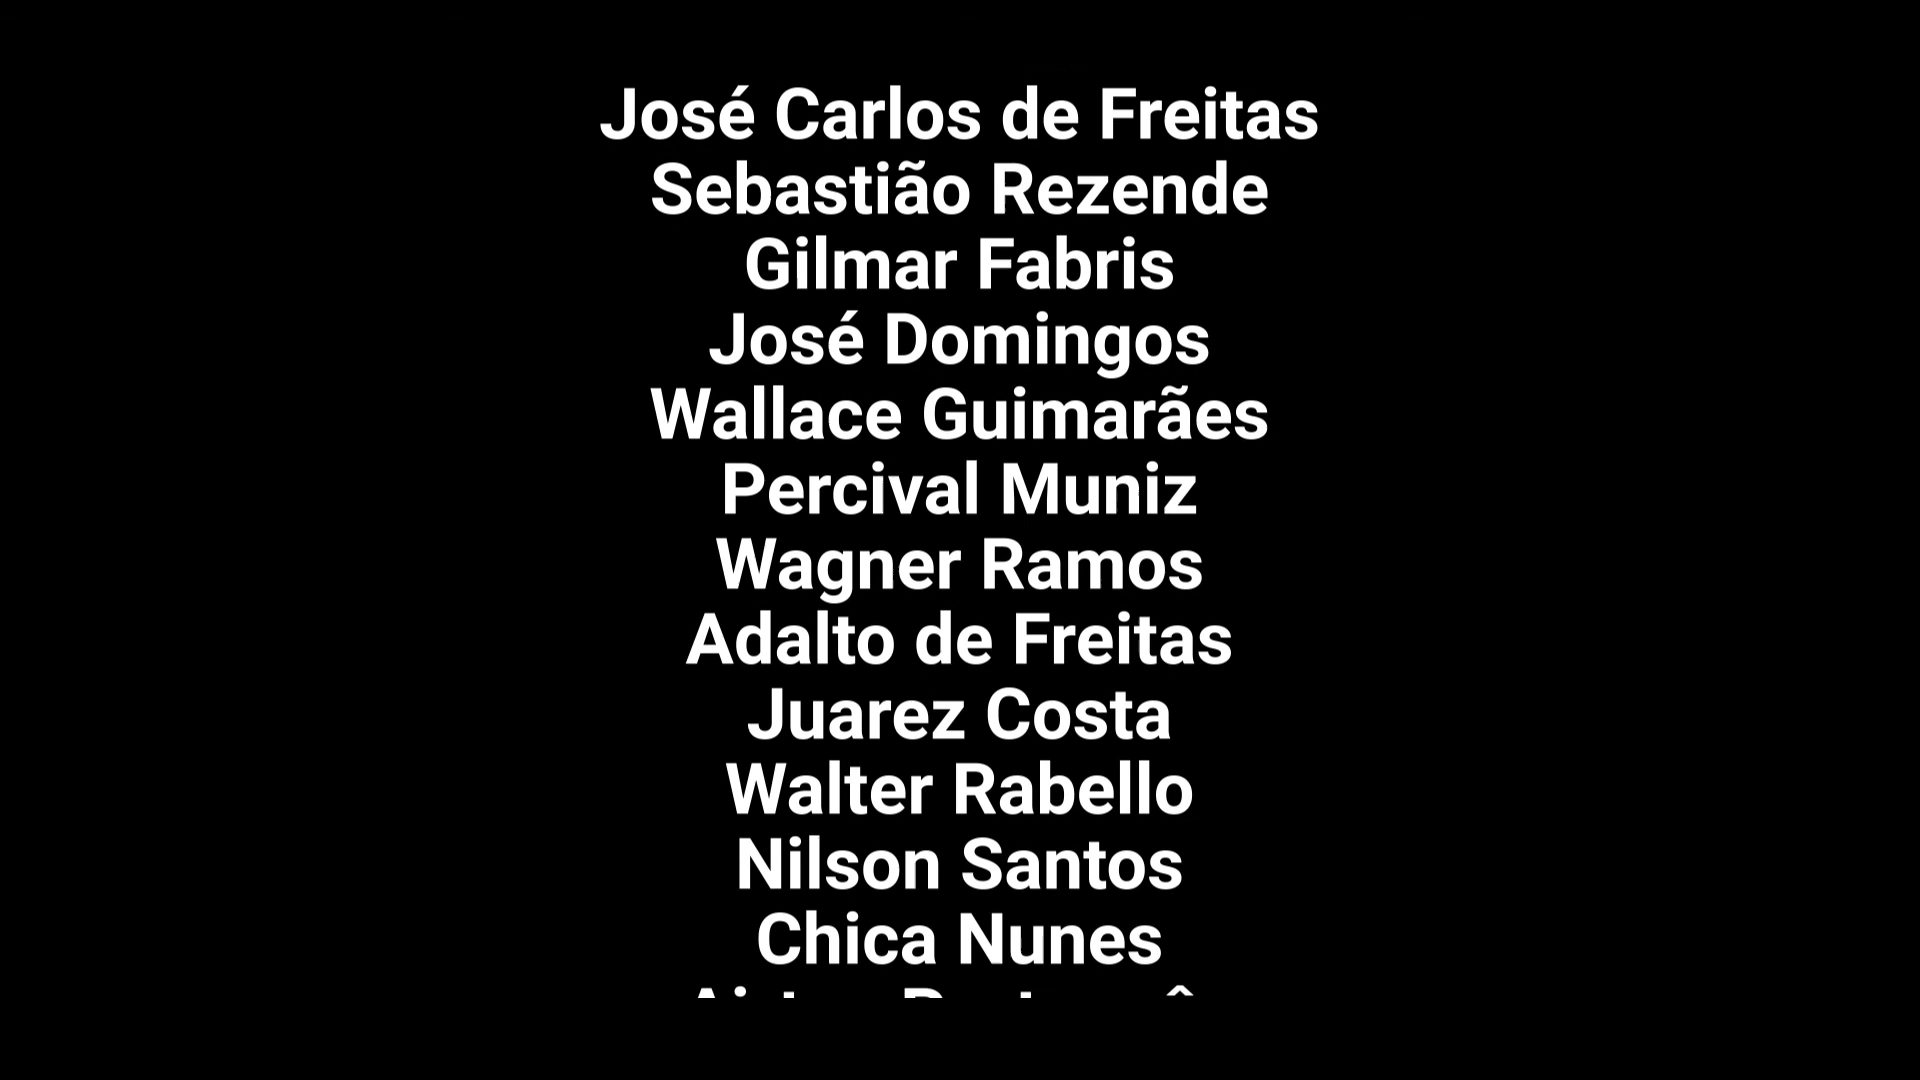 José Carlos de Freitas
Sebastião Rezende
Gilmar Fabris
José Domingos
Wallace Guimarães
Percival Muniz
Wagner Ramos
Adalto de Freitas
Juarez Costa
Walter Rabello
Nilson Santos
Chica Nunes